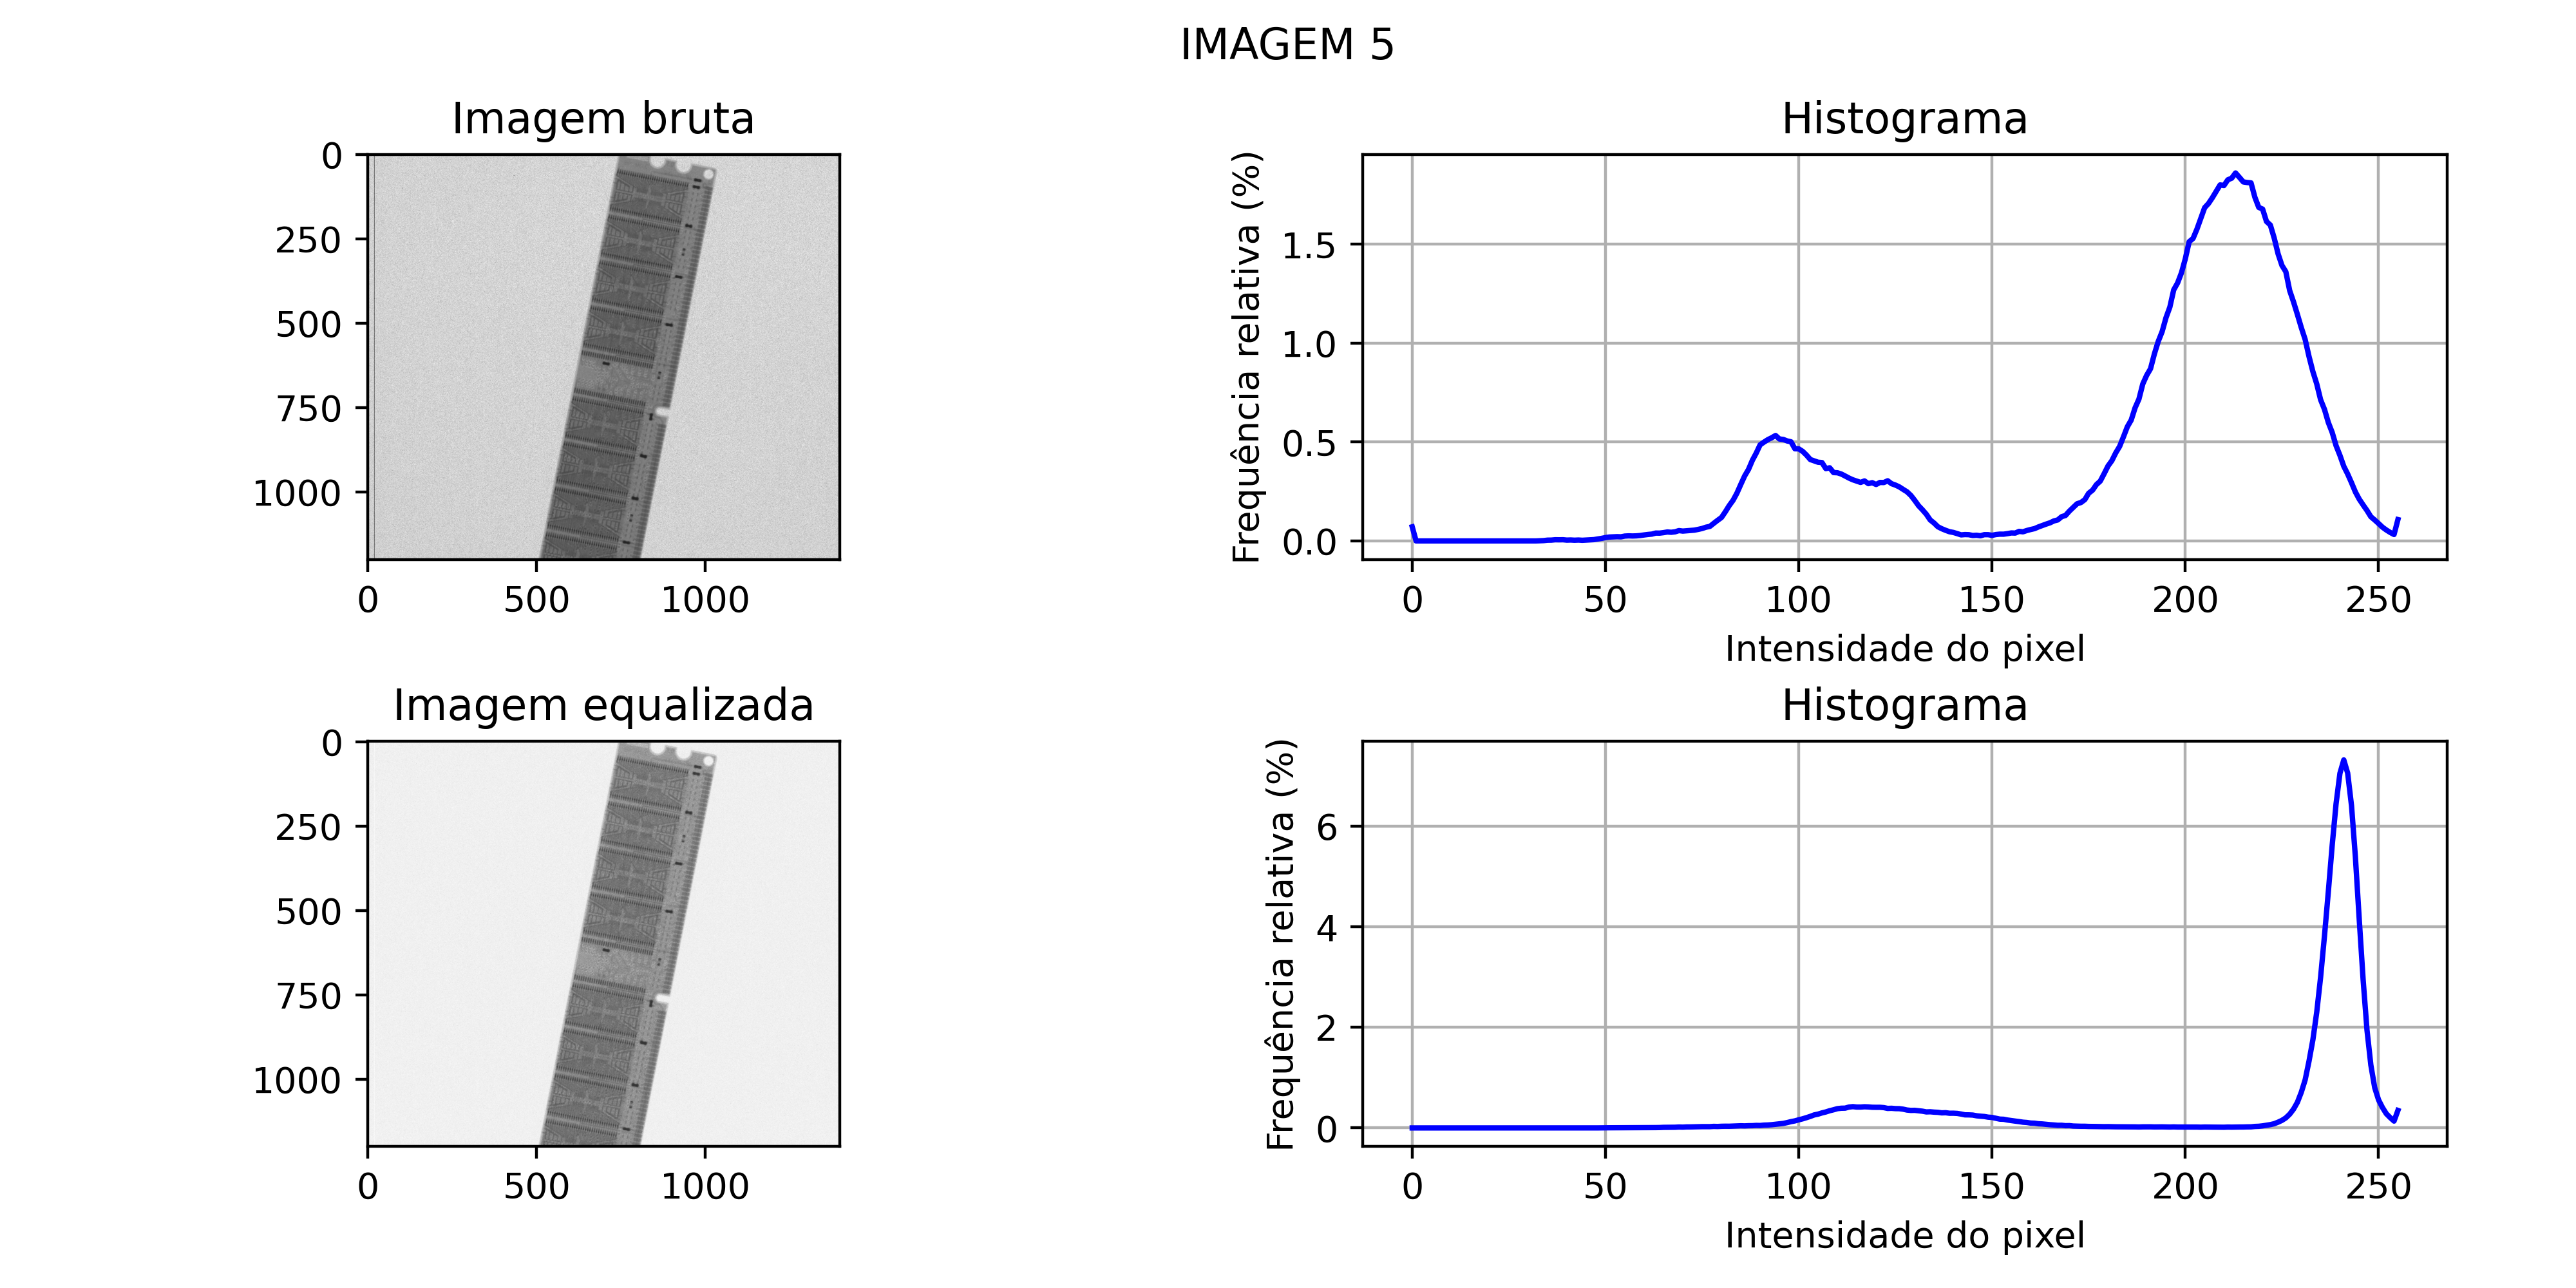 IMAGEM 5
Imagem bruta
0
250
500
750
1000
0 500 1000
Histograma
Frequência relativa (%)
1.5
1.0
0.5
0.0
0 50 100 150 200 250
Intensidade do pixel
Imagem equalizada
0
250
500
750
1000
0 500 1000
Histograma
Frequência relativa (%)
6
4
2
0
0 50 100 150 200 250
Intensidade do pixel